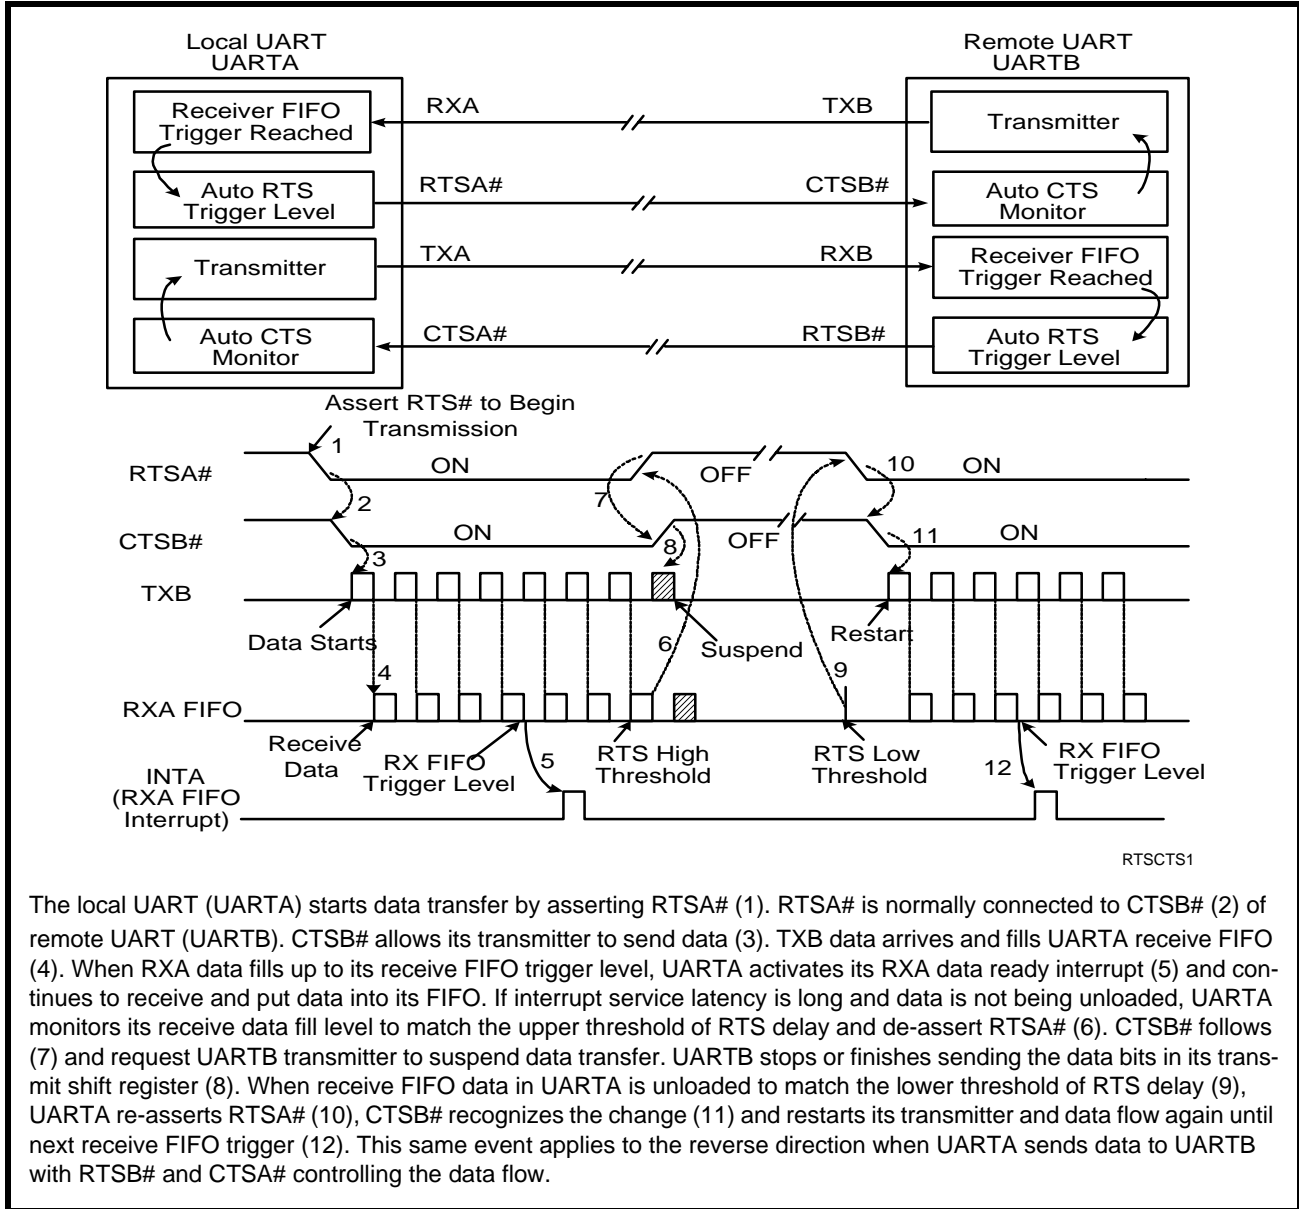 Local UART
UARTA
Remote UART
UARTB
Receiver FIFO
Trigger Reached
RXA
TXB
Transmitter
Auto RTS
Trigger Level
RTSA#
CTSB#
Auto CTS
Monitor
Transmitter
TXA
RXB
Receiver FIFO
Trigger Reached
Auto CTS
Monitor
CTSA#
RTSB#
Auto RTS
Trigger Level
Assert RTS# to Begin
Transmission
1
RTSA#
ON
OFF
10
ON
2
7
CTSB#
ON
8
OFF
11
ON
3
TXB
Data Starts
6
Suspend
Restart
4
9
RXA FIFO
Receive
Data
RX FIFO
Trigger Level
5
RTS High
Threshold
RTS Low
Threshold
12
RX FIFO
Trigger Level
INTA
(RXA FIFO
Interrupt)
RTSCTS1
The local UART (UARTA) starts data transfer by asserting RTSA# (1). RTSA# is normally connected to CTSB# (2) of
remote UART (UARTB). CTSB# allows its transmitter to send data (3). TXB data arrives and fills UARTA receive FIFO
(4). When RXA data fills up to its receive FIFO trigger level, UARTA activates its RXA data ready interrupt (5) and con-
tinues to receive and put data into its FIFO. If interrupt service latency is long and data is not being unloaded, UARTA
monitors its receive data fill level to match the upper threshold of RTS delay and de-assert RTSA# (6). CTSB# follows
(7) and request UARTB transmitter to suspend data transfer. UARTB stops or finishes sending the data bits in its trans-
mit shift register (8). When receive FIFO data in UARTA is unloaded to match the lower threshold of RTS delay (9),
UARTA re-asserts RTSA# (10), CTSB# recognizes the change (11) and restarts its transmitter and data flow again until
next receive FIFO trigger (12). This same event applies to the reverse direction when UARTA sends data to UARTB
with RTSB# and CTSA# controlling the data flow.